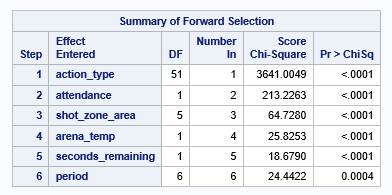 Summary of Forward Selection
Step Effect Entered DF Number In Score Chi-Square Pr > ChiSq
1 action_type 51 1 3641.0049 <.0001
2 attendance 1 2 213.2263 <.0001
3 shot_zone_area 5 3 64.7280 <.0001
4 arena_temp 1 4 25.8253 <.0001
5 seconds_remaining 1 5 18.6790 <.0001
6 period 6 6 24.4422 0.0004